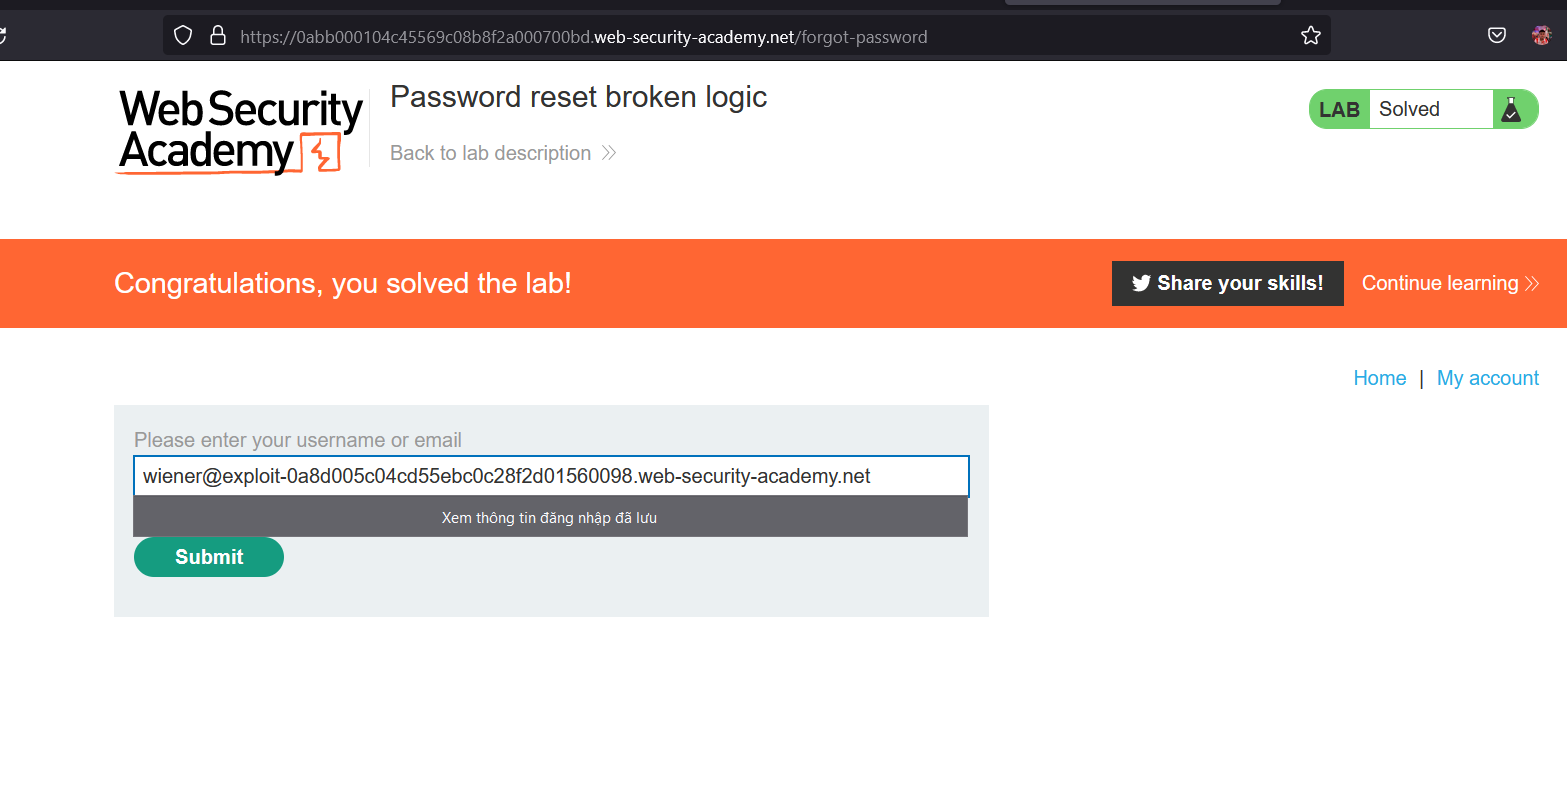 https://0abb000104c45569c08b8f2a000700bd.web-security-academy.net/forgot-password
Web Security
Academy
Password reset broken logic
Back to lab description
LAB Solved
Congratulations, you solved the lab!
Share your skills!
Continue learning
Home | My account
Please enter your username or email
wiener@exploit-0a8d005c04cd55ebc0c28f2d01560098.web-security-academy.net
Xem thông tin đăng nhập đã lưu
Submit